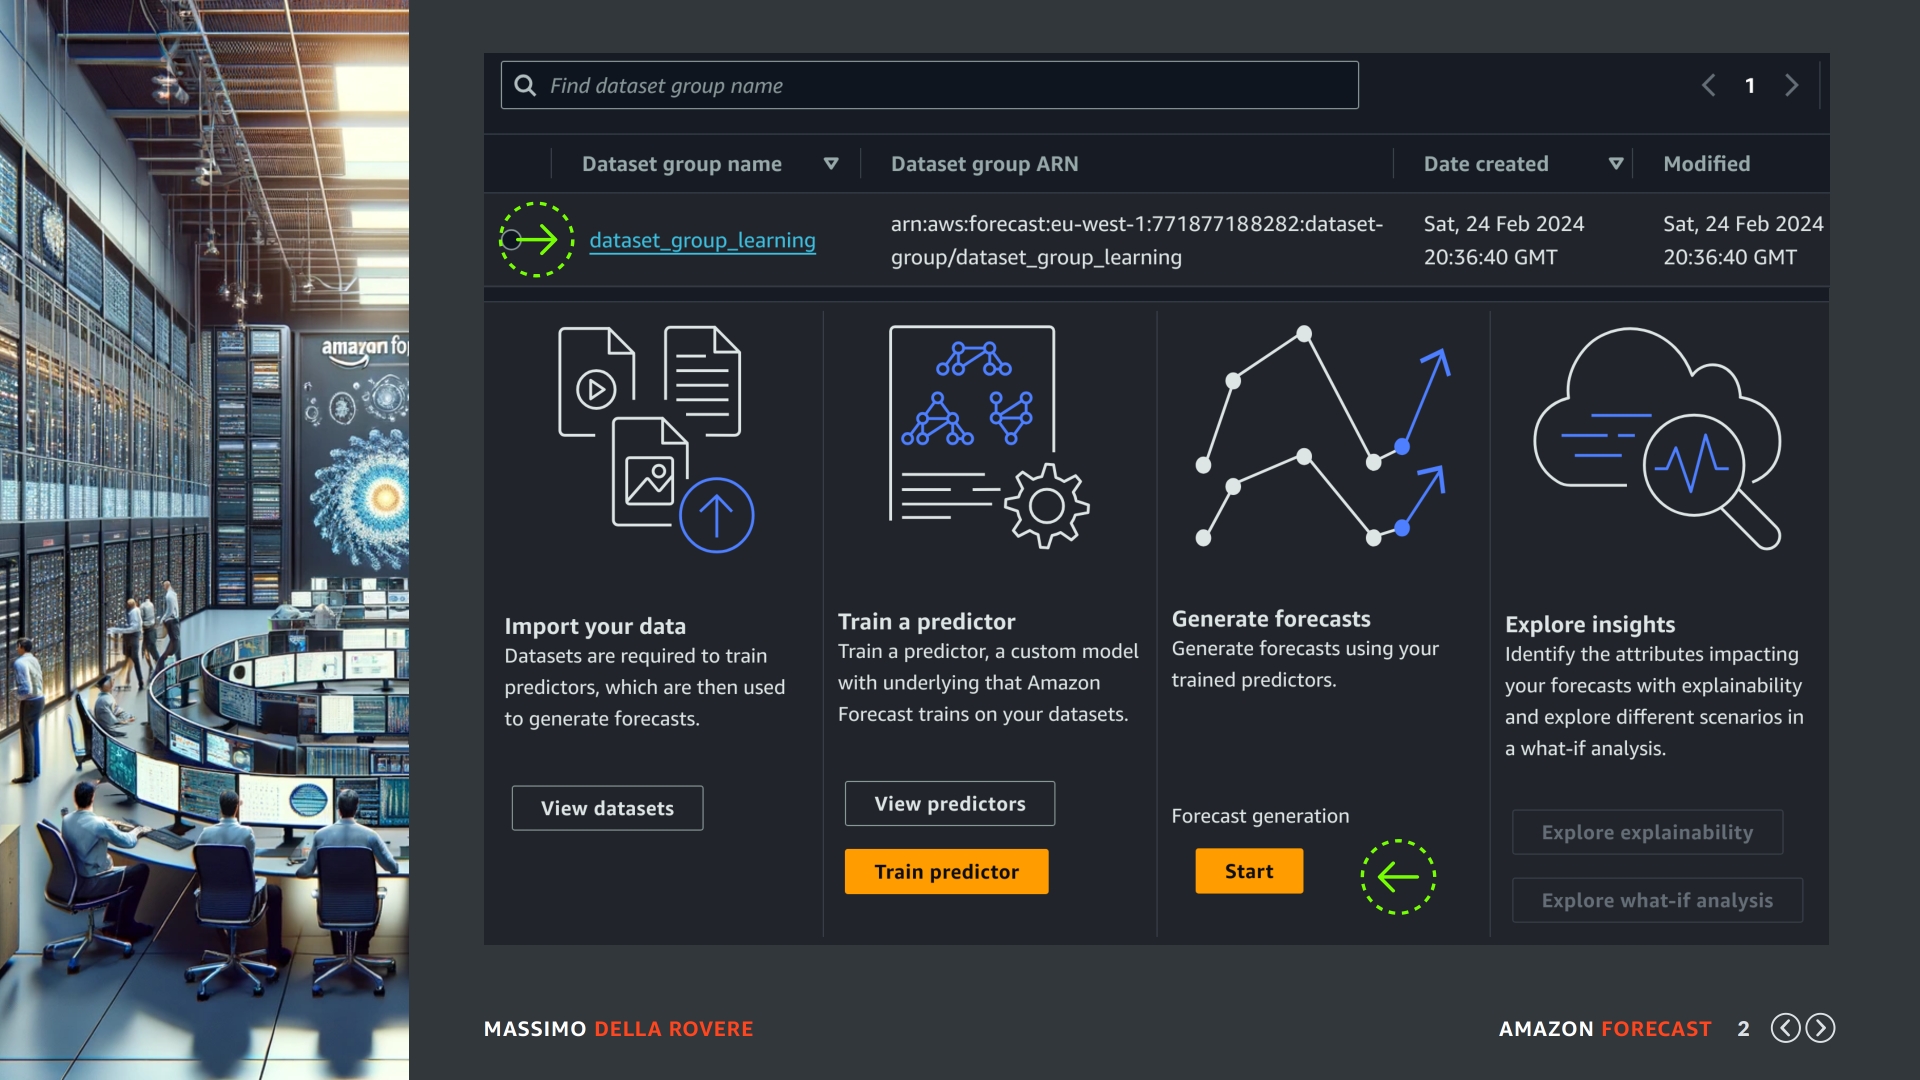 Find dataset group name
1
Dataset group name
Dataset group ARN
Date created
Modified
dataset_group_learning
arn:aws:forecast:eu-west-1:771877188282:dataset-
group/dataset_group_learning
Sat, 24 Feb 2024
20:36:40 GMT
Sat, 24 Feb 2024
20:36:40 GMT
amazon fo
Import your data
Datasets are required to train
predictors, which are then used
to generate forecasts.
View datasets
Train a predictor
Train a predictor, a custom model
with underlying that Amazon
Forecast trains on your datasets.
View predictors
Train predictor
Generate forecasts
Generate forecasts using your
trained predictors.
Forecast generation
Start
Explore insights
Identify the attributes impacting
your forecasts with explainability
and explore different scenarios in
a what-if analysis.
Explore explainability
Explore what-if analysis
MASSIMO DELLA ROVERE
AMAZON FORECAST 2